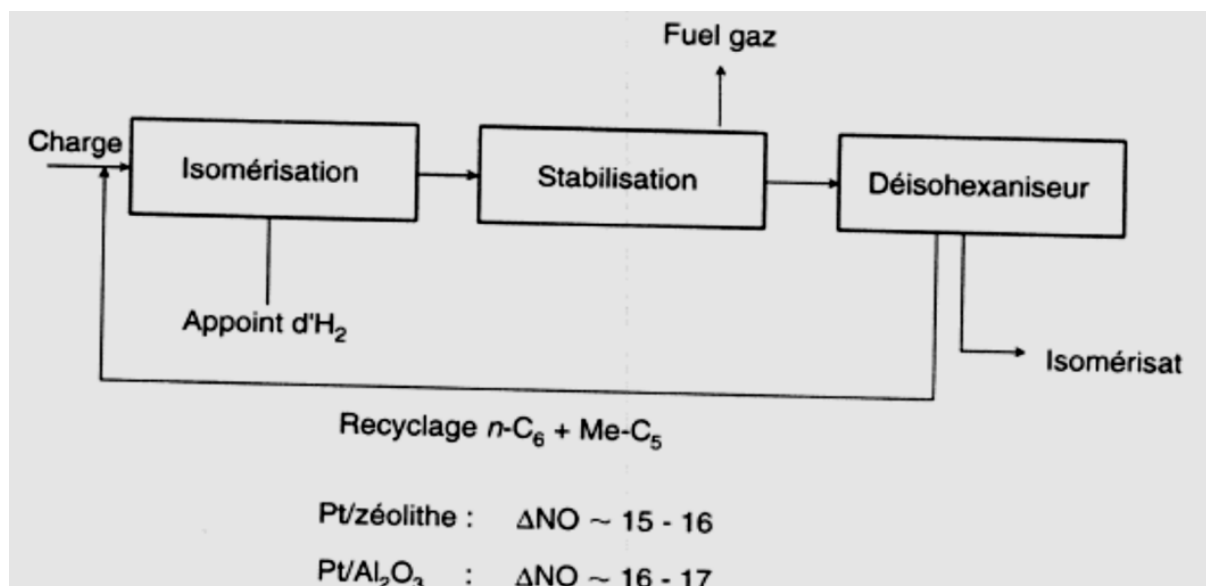 Fuel gaz
Charge
Isomérisation
Stabilisation
Déisohexaniseur
Appoint d'H₂
Isomérisat
Recyclage n-C₆ + Me-C₅
Pt/zéolithe : ΔNO ~ 15 - 16
Pt/Al₂O₃ : ΔNO ~ 16 - 17